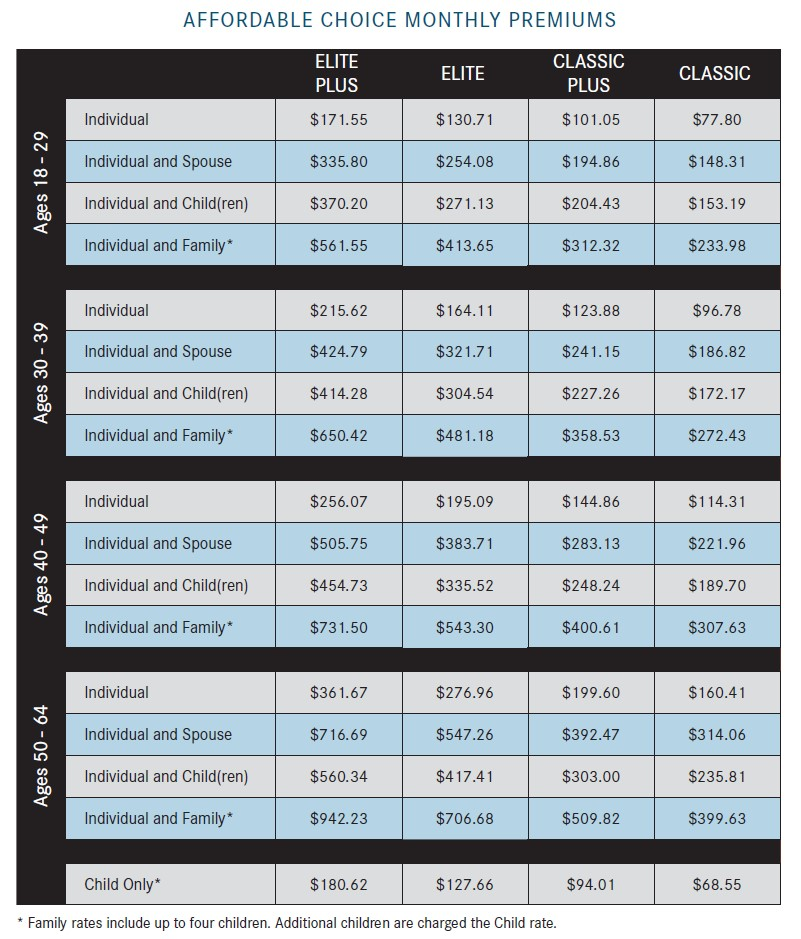 AFFORDABLE CHOICE MONTHLY PREMIUMS
ELITE PLUS ELITE CLASSIC PLUS CLASSIC
Ages 18 - 29
Individual $171.55 $130.71 $101.05 $77.80
Individual and Spouse $335.80 $254.08 $194.86 $148.31
Individual and Child(ren) $370.20 $271.13 $204.43 $153.19
Individual and Family* $561.55 $413.65 $312.32 $233.98
Ages 30 - 39
Individual $215.62 $164.11 $123.88 $96.78
Individual and Spouse $424.79 $321.71 $241.15 $186.82
Individual and Child(ren) $414.28 $304.54 $227.26 $172.17
Individual and Family* $650.42 $481.18 $358.53 $272.43
Ages 40 - 49
Individual $256.07 $195.09 $144.86 $114.31
Individual and Spouse $505.75 $383.71 $283.13 $221.96
Individual and Child(ren) $454.73 $335.52 $248.24 $189.70
Individual and Family* $731.50 $543.30 $400.61 $307.63
Ages 50 - 64
Individual $361.67 $276.96 $199.60 $160.41
Individual and Spouse $716.69 $547.26 $392.47 $314.06
Individual and Child(ren) $560.34 $417.41 $303.00 $235.81
Individual and Family* $942.23 $706.68 $509.82 $399.63
Child Only* $180.62 $127.66 $94.01 $68.55
* Family rates include up to four children. Additional children are charged the Child rate.